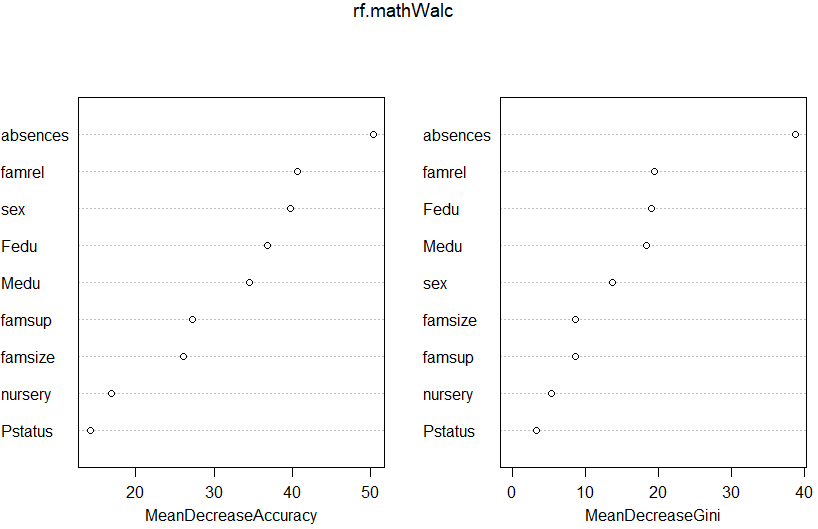 rf.mathWalc
absences
famrel
sex
Fedu
Medu
famsup
famsize
nursery
Pstatus
20 30 40 50
MeanDecreaseAccuracy
absences
famrel
Fedu
Medu
sex
famsize
famsup
nursery
Pstatus
0 10 20 30 40
MeanDecreaseGini